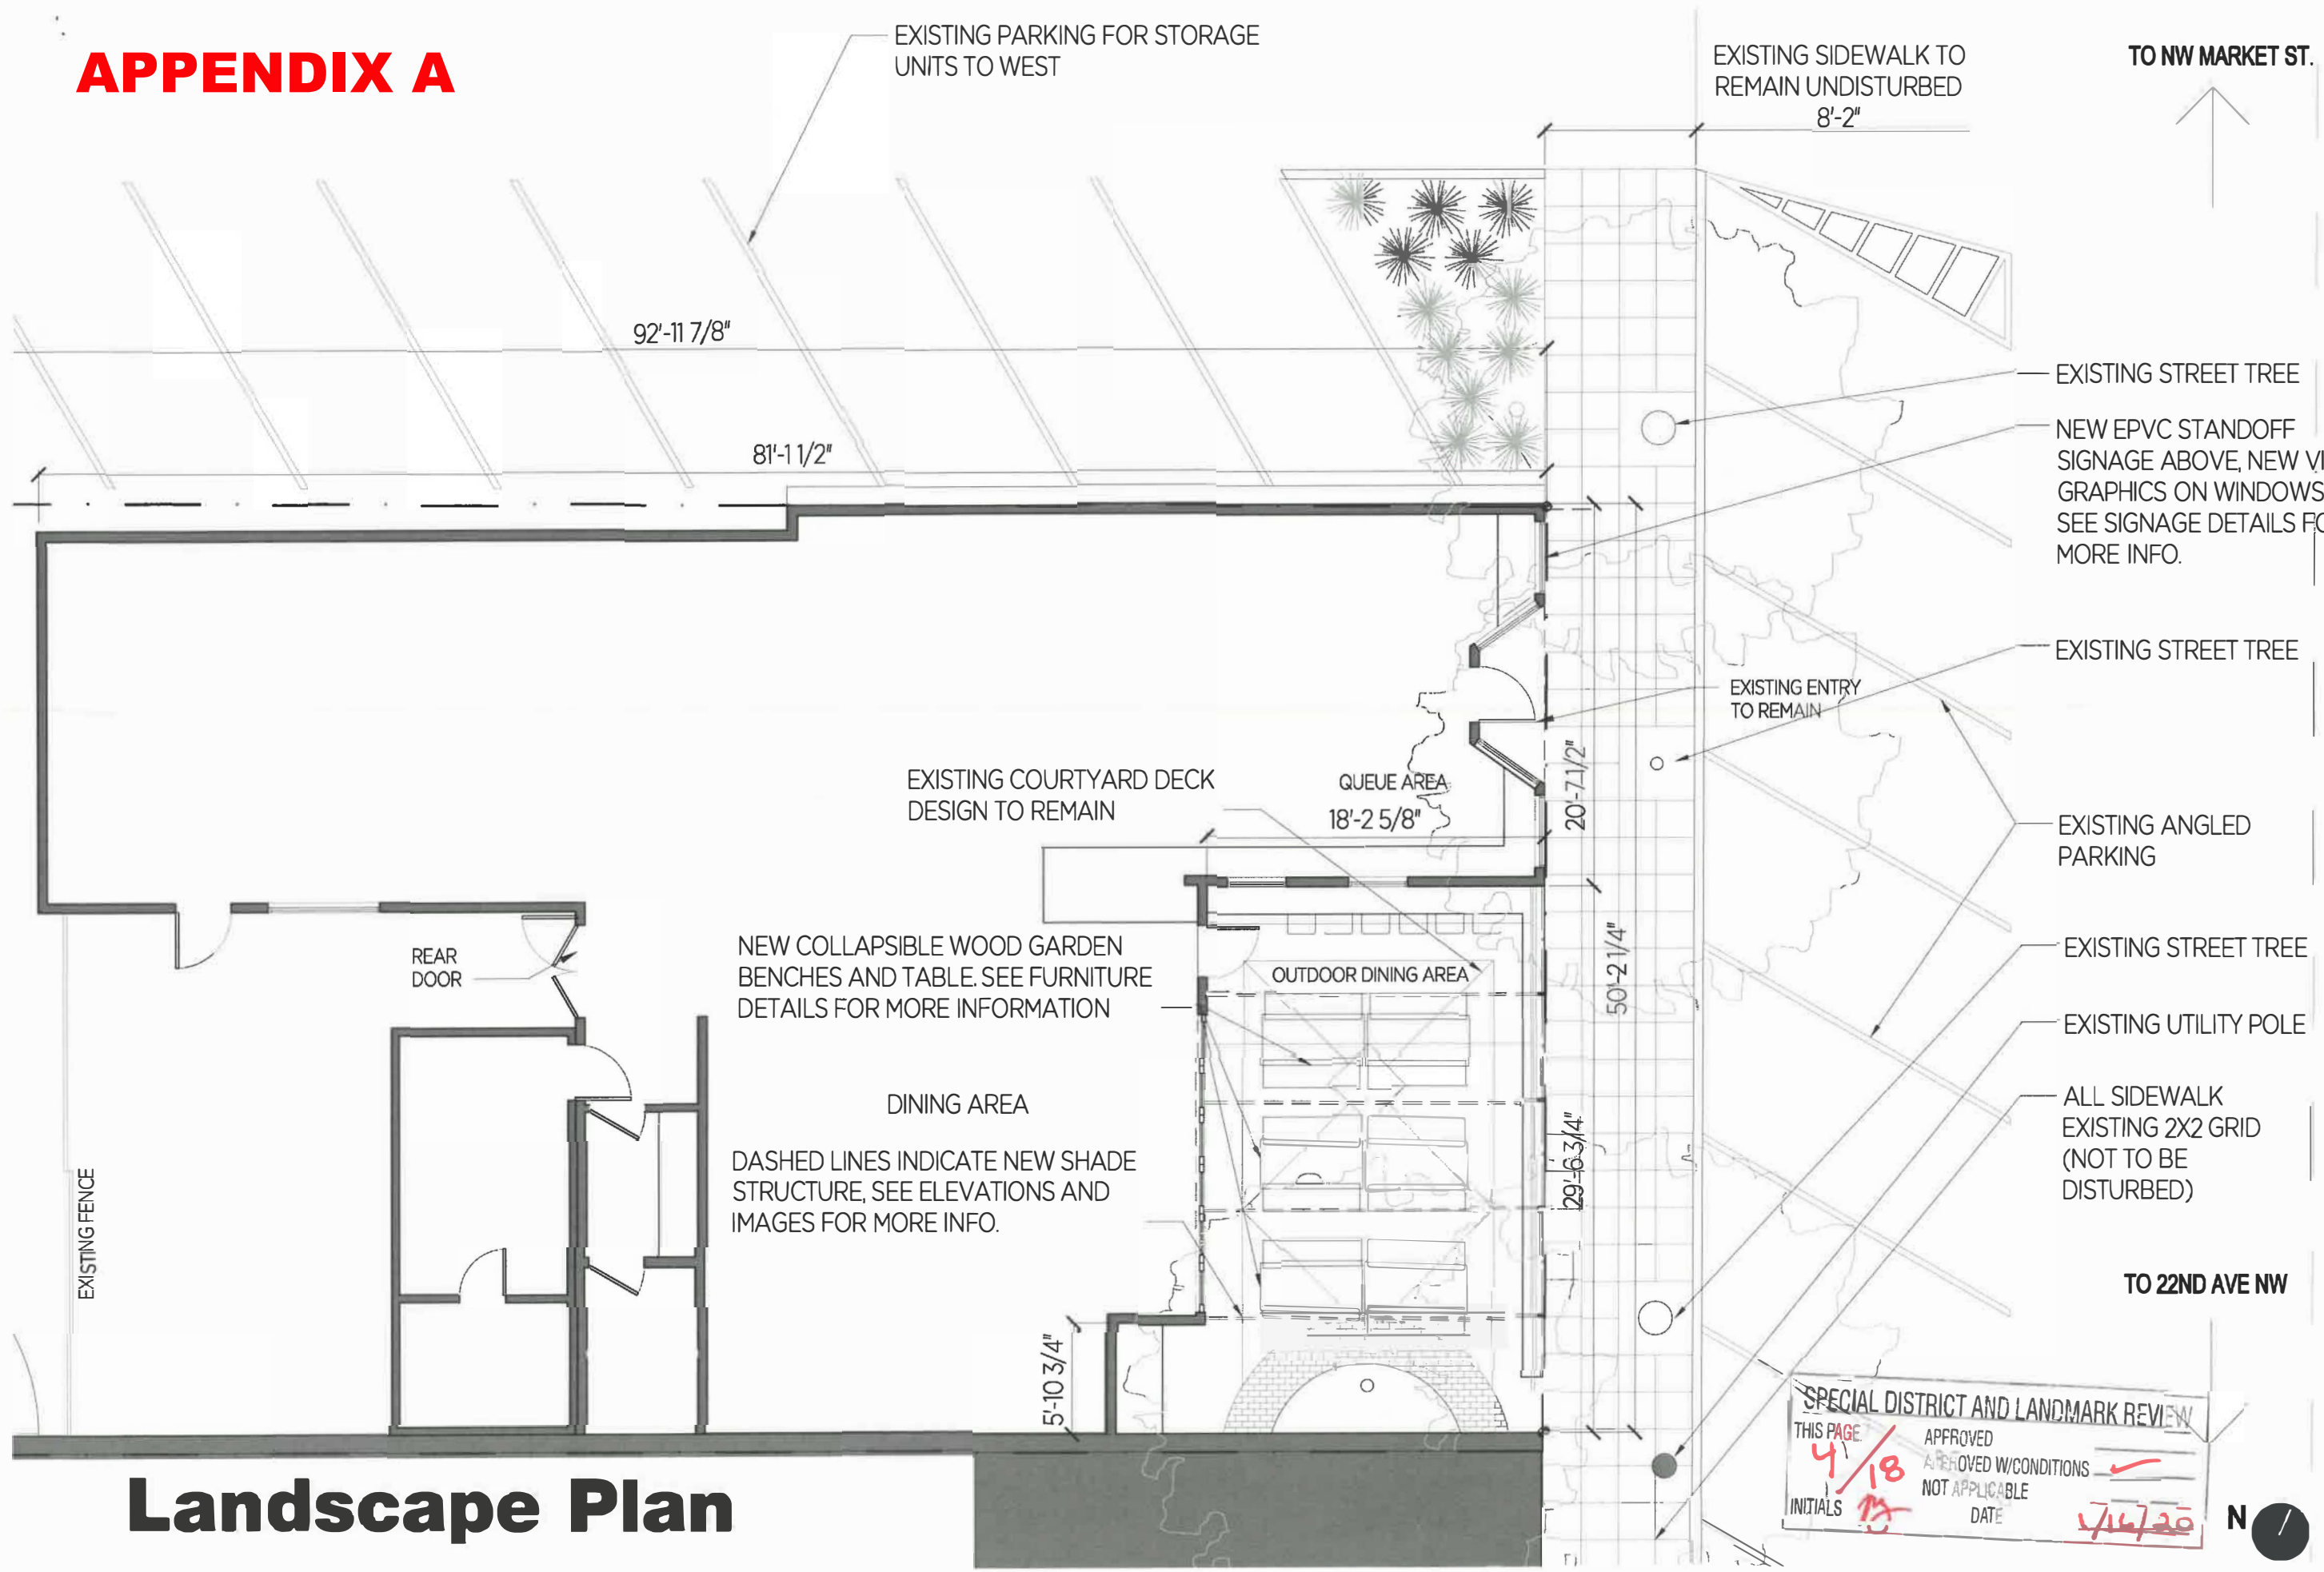 APPENDIX A
EXISTING PARKING FOR STORAGE
UNITS TO WEST
EXISTING SIDEWALK TO
REMAIN UNDISTURBED
8'-2"
TO NW MARKET ST.
92'-11 7/8"
81'-1 1/2"
EXISTING STREET TREE
NEW EPVC STANDOFF
SIGNAGE ABOVE, NEW
GRAPHICS ON WINDOWS
SEE SIGNAGE DETAILS
MORE INFO.
EXISTING STREET TREE
EXISTING ENTRY
TO REMAIN
20'-7 1/2"
EXISTING COURTYARD DECK
DESIGN TO REMAIN
QUEUE AREA
18'-2 5/8"
EXISTING ANGLED
PARKING
REAR
DOOR
NEW COLLAPSIBLE WOOD GARDEN
BENCHES AND TABLE. SEE FURNITURE
DETAILS FOR MORE INFORMATION
OUTDOOR DINING AREA
50'-2 1/4"
EXISTING STREET TREE
EXISTING UTILITY POLE
ALL SIDEWALK
EXISTING 2X2 GRID
(NOT TO BE
DISTURBED)
DINING AREA
DASHED LINES INDICATE NEW SHADE
STRUCTURE, SEE ELEVATIONS AND
IMAGES FOR MORE INFO.
29'-6 3/4"
EXISTING FENCE
5'-10 3/4"
TO 22ND AVE NW
SPECIAL DISTRICT AND LANDMARK REVIEW
THIS PAGE
4/18
APPROVED
APPROVED W/CONDITIONS
NOT APPLICABLE
INITIALS
DATE
1/16/20
N
Landscape Plan